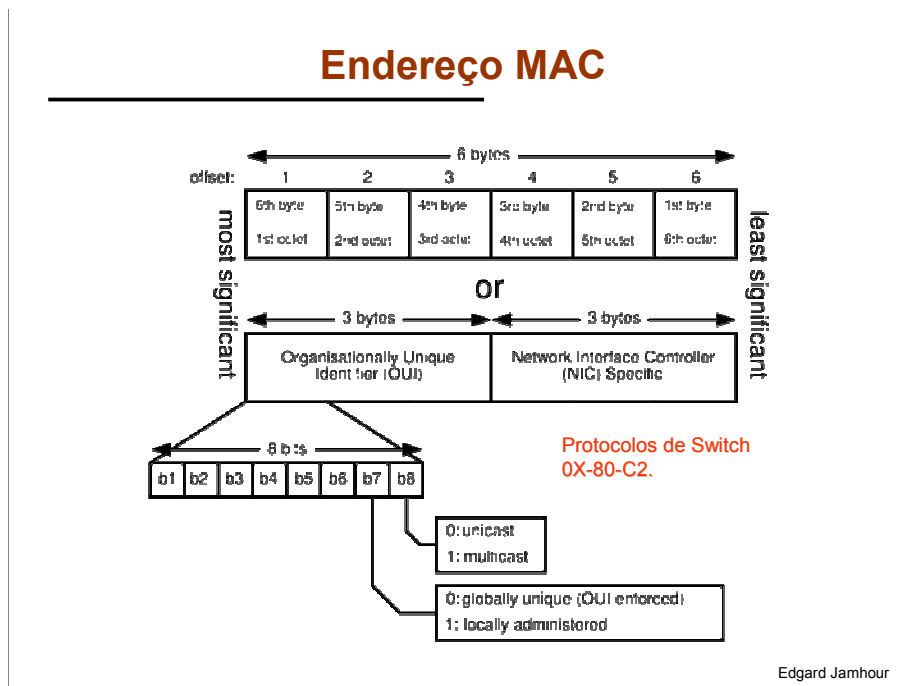 Endereço MAC
6 bytes
offset: 1 2 3 4 5 6
6th byte 5th byte 4th byte 3rd byte 2nd byte 1st byte
1st octet 2nd octet 3rd octet 4th octet 5th octet 6th octet
most significant
least significant
or
3 bytes 3 bytes
Organisationally Unique
Identifier (OUI)
Network Interface Controller
(NIC) Specific
8 bits
b1 b2 b3 b4 b5 b6 b7 b8
Protocolos de Switch
0X-80-C2.
0: unicast
1: multicast
0: globally unique (OUI enforced)
1: locally administered
Edgard Jamhour